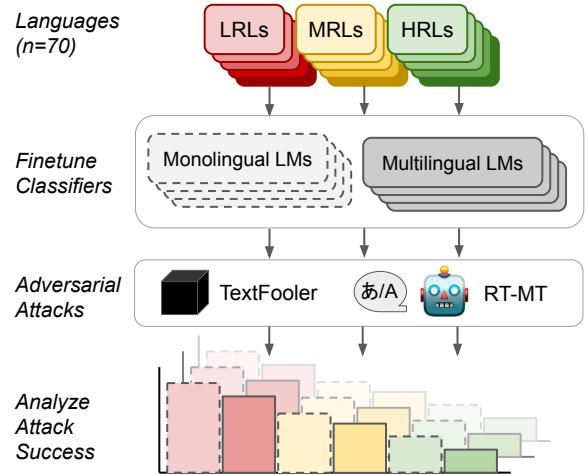 Languages
(n=70)
LRLs
MRLs
HRLs
Finetune
Classifiers
Monolingual LMs
Multilingual LMs
Adversarial
Attacks
TextFooler
あ/A
RT-MT
Analyze
Attack
Success